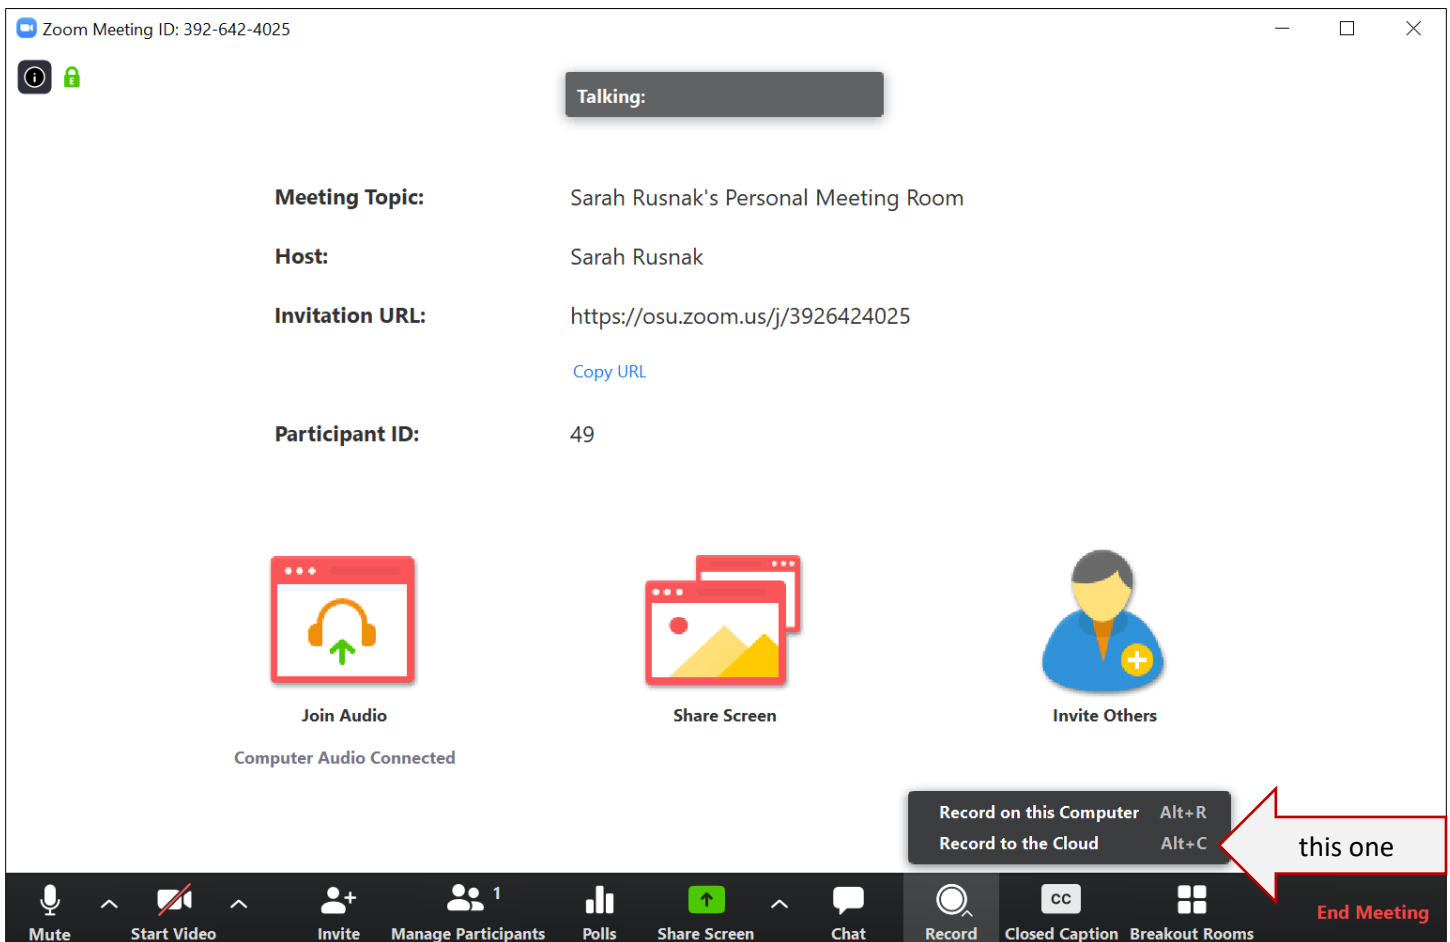 Zoom Meeting ID: 392-642-4025
E
Talking:
Meeting Topic: Sarah Rusnak's Personal Meeting Room
Host: Sarah Rusnak
Invitation URL: https://osu.zoom.us/j/3926424025
Copy URL
Participant ID: 49
Join Audio Share Screen Invite Others
Computer Audio Connected
Record on this Computer Alt+R
Record to the Cloud Alt+C
this one
1
CC
Mute Start Video Invite Manage Participants Polls Share Screen Chat Record Closed Caption Breakout Rooms End Meeting